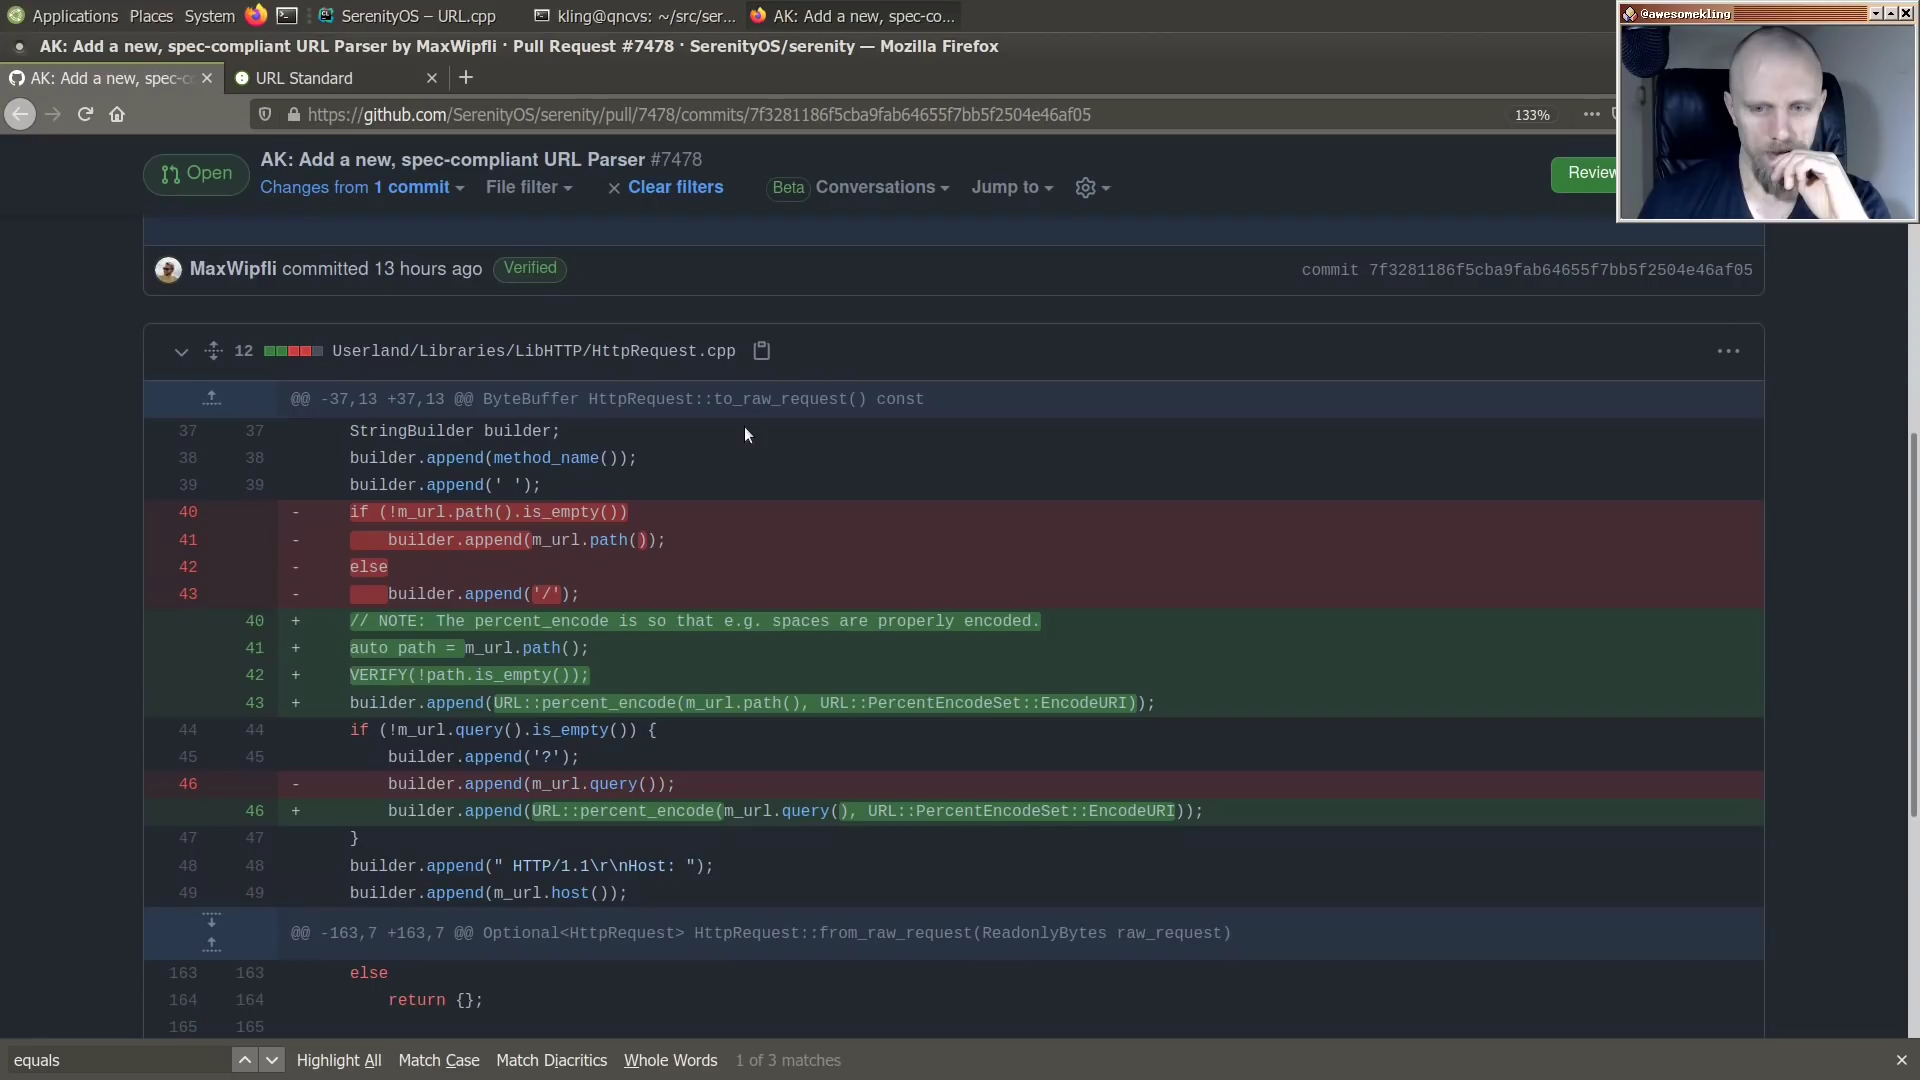 Applications Places System SerenityOS – URL.cpp kling@qncvs: ~/src/ser... AK: Add a new, spec-co...
@awesomekling
AK: Add a new, spec-compliant URL Parser by MaxWipfli · Pull Request #7478 · SerenityOS/serenity — Mozilla Firefox
AK: Add a new, spec-c URL Standard
https://github.com/SerenityOS/serenity/pull/7478/commits/7f3281186f5cba9fab64655f7bb5f2504e46af05 133%
Open AK: Add a new, spec-compliant URL Parser #7478
Changes from 1 commit File filter Clear filters Beta Conversations Jump to Review
MaxWipfli committed 13 hours ago Verified commit 7f3281186f5cba9fab64655f7bb5f2504e46af05
12 Userland/Libraries/LibHTTP/HttpRequest.cpp
@@ -37,13 +37,13 @@ ByteBuffer HttpRequest::to_raw_request() const
37 37 StringBuilder builder;
38 38 builder.append(method_name());
39 39 builder.append(' ');
40 - if (!m_url.path().is_empty())
41 - builder.append(m_url.path());
42 - else
43 - builder.append('/');
40 + // NOTE: The percent_encode is so that e.g. spaces are properly encoded.
41 + auto path = m_url.path();
42 + VERIFY(!path.is_empty());
43 + builder.append(URL::percent_encode(m_url.path(), URL::PercentEncodeSet::EncodeURI));
44 44 if (!m_url.query().is_empty()) {
45 45 builder.append('?');
46 - builder.append(m_url.query());
46 + builder.append(URL::percent_encode(m_url.query(), URL::PercentEncodeSet::EncodeURI));
47 47 }
48 48 builder.append(" HTTP/1.1\r\nHost: ");
49 49 builder.append(m_url.host());
@@ -163,7 +163,7 @@ Optional<HttpRequest> HttpRequest::from_raw_request(ReadonlyBytes raw_request)
163 163 else
164 164 return {};
165 165
equals Highlight All Match Case Match Diacritics Whole Words 1 of 3 matches